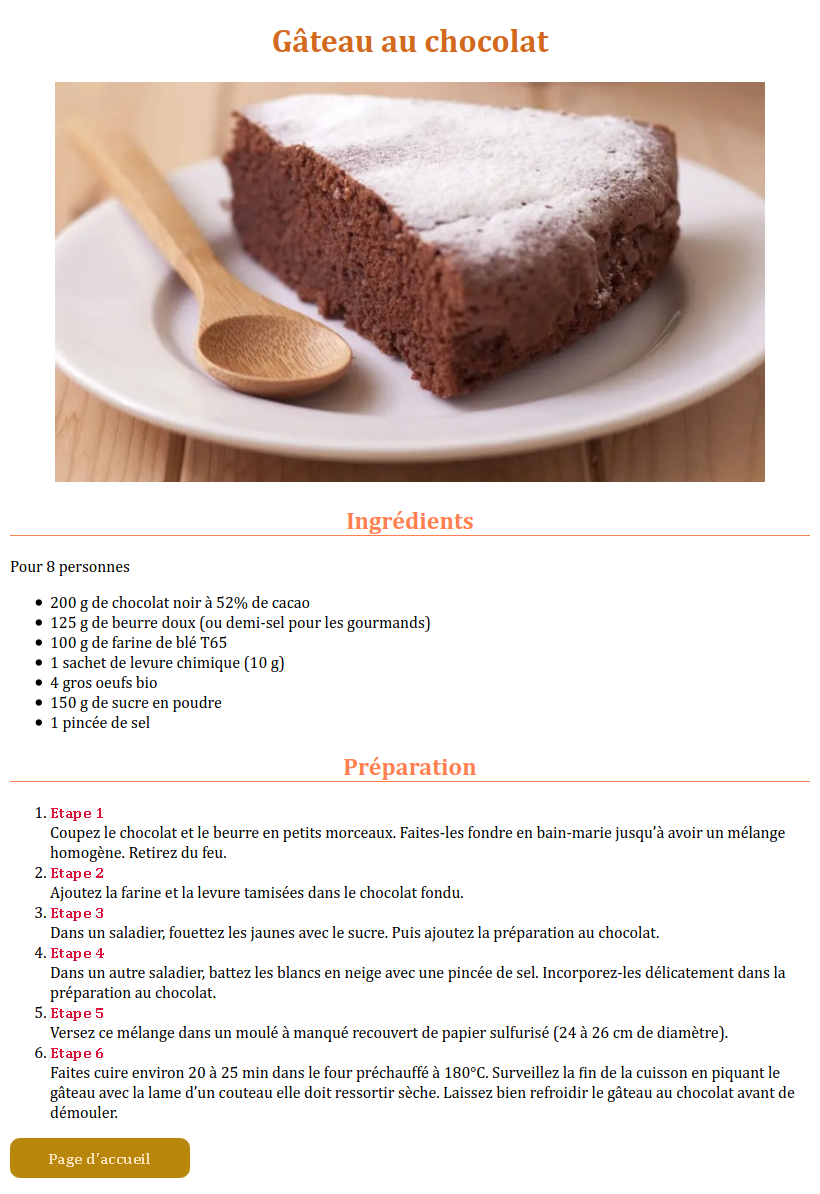 Gâteau au chocolat
Ingrédients
Pour 8 personnes
• 200 g de chocolat noir à 52% de cacao
• 125 g de beurre doux (ou demi-sel pour les gourmands)
• 100 g de farine de blé T65
• 1 sachet de levure chimique (10 g)
• 4 gros oeufs bio
• 150 g de sucre en poudre
• 1 pincée de sel
Préparation
1. Etape 1
Coupez le chocolat et le beurre en petits morceaux. Faites-les fondre en bain-marie jusqu’à avoir un mélange
homogène. Retirez du feu.
2. Etape 2
Ajoutez la farine et la levure tamisées dans le chocolat fondu.
3. Etape 3
Dans un saladier, fouettez les jaunes avec le sucre. Puis ajoutez la préparation au chocolat.
4. Etape 4
Dans un autre saladier, battez les blancs en neige avec une pincée de sel. Incorporez-les délicatement dans la
préparation au chocolat.
5. Etape 5
Versez ce mélange dans un moulé à manqué recouvert de papier sulfurisé (24 à 26 cm de diamètre).
6. Etape 6
Faites cuire environ 20 à 25 min dans le four préchauffé à 180°C. Surveillez la fin de la cuisson en piquant le
gâteau avec la lame d’un couteau elle doit ressortir sèche. Laissez bien refroidir le gâteau au chocolat avant de
démouler.
Page d’accueil